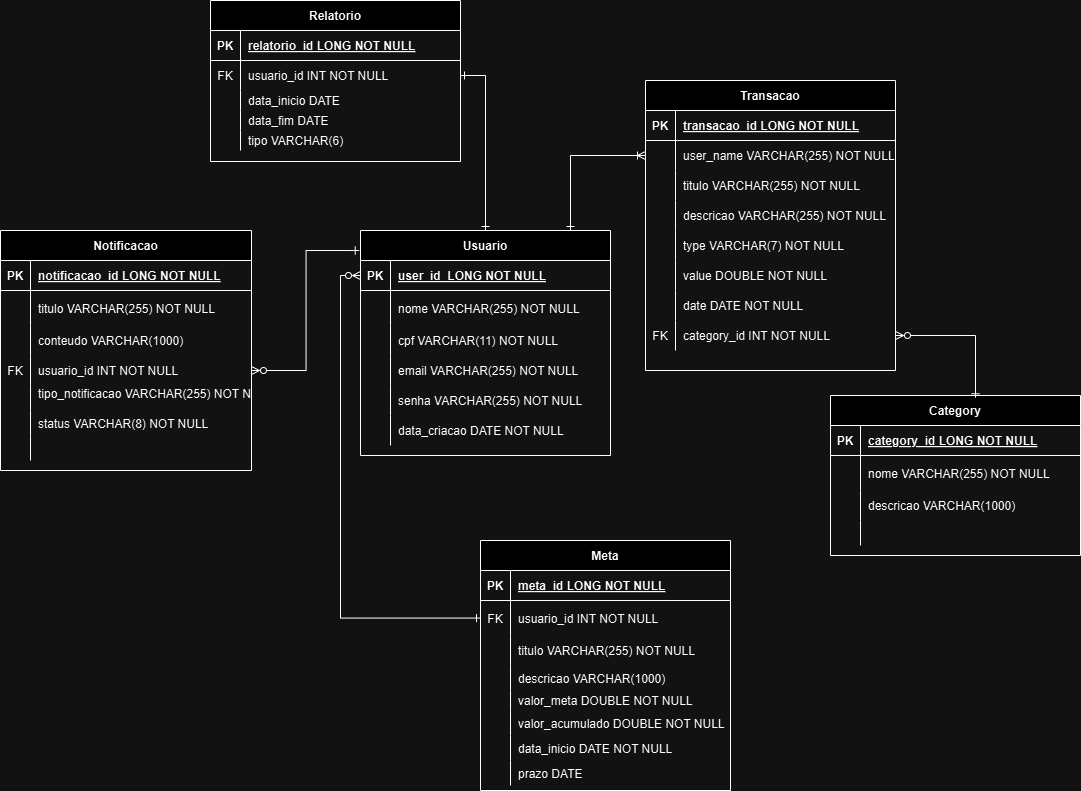 Relatorio
PK relatorio_id LONG NOT NULL
FK usuario_id INT NOT NULL
data_inicio DATE
data_fim DATE
tipo VARCHAR(6)
Transacao
PK transacao_id LONG NOT NULL
user_name VARCHAR(255) NOT NULL
titulo VARCHAR(255) NOT NULL
descricao VARCHAR(255) NOT NULL
type VARCHAR(7) NOT NULL
value DOUBLE NOT NULL
date DATE NOT NULL
FK category_id INT NOT NULL
Notificacao
PK notificacao_id LONG NOT NULL
titulo VARCHAR(255) NOT NULL
conteudo VARCHAR(1000)
FK usuario_id INT NOT NULL
tipo_notificacao VARCHAR(255) NOT N
status VARCHAR(8) NOT NULL
Usuario
PK user_id LONG NOT NULL
nome VARCHAR(255) NOT NULL
cpf VARCHAR(11) NOT NULL
email VARCHAR(255) NOT NULL
senha VARCHAR(255) NOT NULL
data_criacao DATE NOT NULL
Category
PK category_id LONG NOT NULL
nome VARCHAR(255) NOT NULL
descricao VARCHAR(1000)
Meta
PK meta_id LONG NOT NULL
FK usuario_id INT NOT NULL
titulo VARCHAR(255) NOT NULL
descricao VARCHAR(1000)
valor_meta DOUBLE NOT NULL
valor_acumulado DOUBLE NOT NULL
data_inicio DATE NOT NULL
prazo DATE